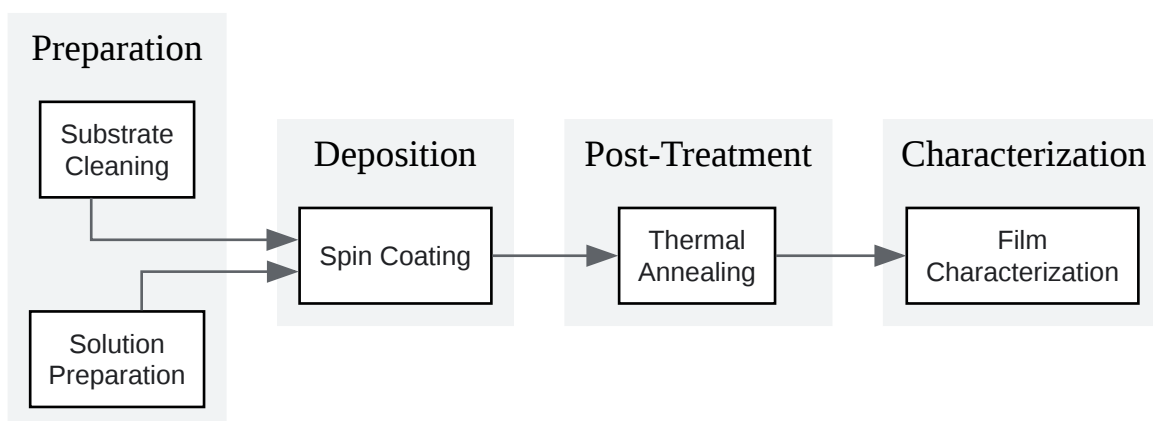 Preparation
Substrate
Cleaning
Solution
Preparation
Deposition
Spin Coating
Post-Treatment
Thermal
Annealing
Characterization
Film
Characterization